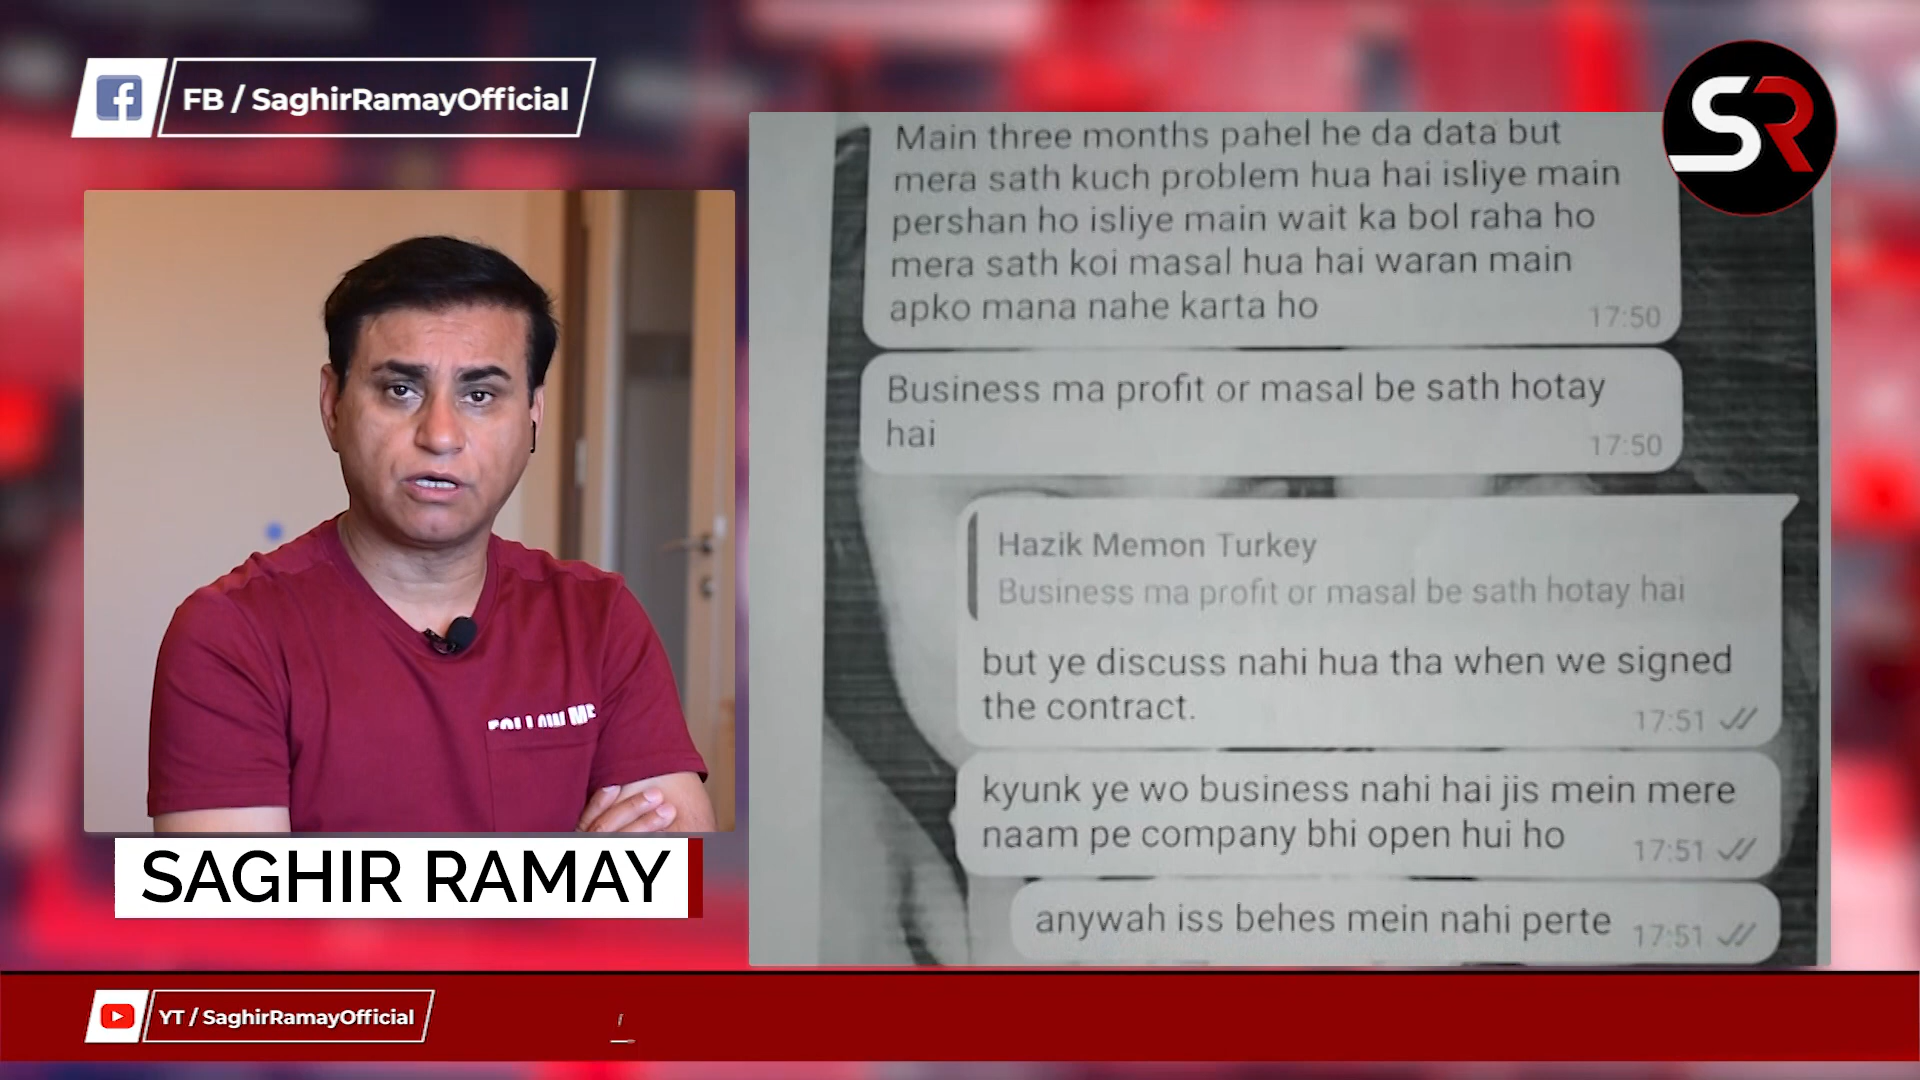 FB / SaghirRamayOfficial
SR
Main three months pahel he da data but
mera sath kuch problem hua hai isliye main
pershan ho isliye main wait ka bol raha ho
mera sath koi masal hua hai waran main
apko mana nahe karta ho
17:50
Business ma profit or masal be sath hotay
hai
17:50
Hazik Memon Turkey
Business ma profit or masal be sath hotay hai
but ye discuss nahi hua tha when we signed
the contract.
17:51
kyunk ye wo business nahi hai jis mein mere
naam pe company bhi open hui ho
17:51
anywah iss behes mein nahi perte
17:51
FOLLOW ME
SAGHIR RAMAY
YT / SaghirRamayOfficial